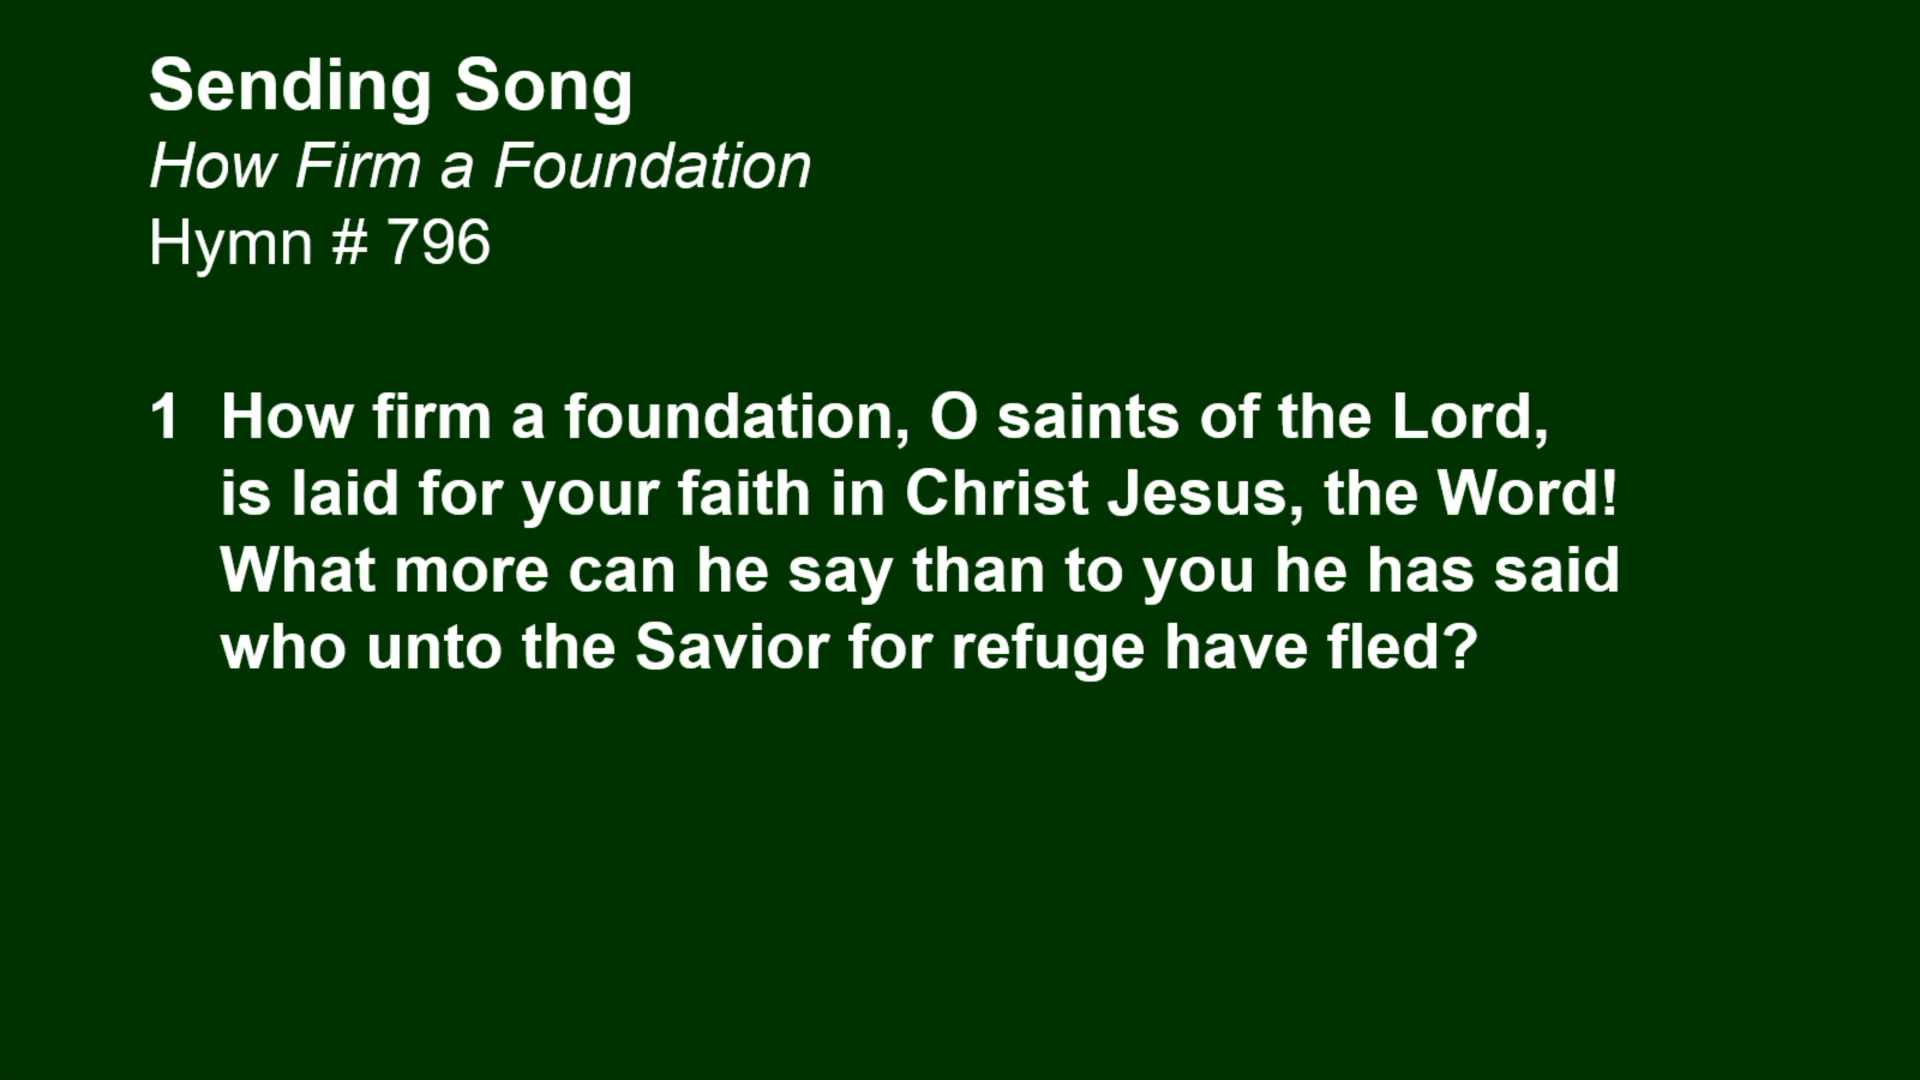 Sending Song
How Firm a Foundation
Hymn # 796
1 How firm a foundation, O saints of the Lord,
is laid for your faith in Christ Jesus, the Word!
What more can he say than to you he has said
who unto the Savior for refuge have fled?